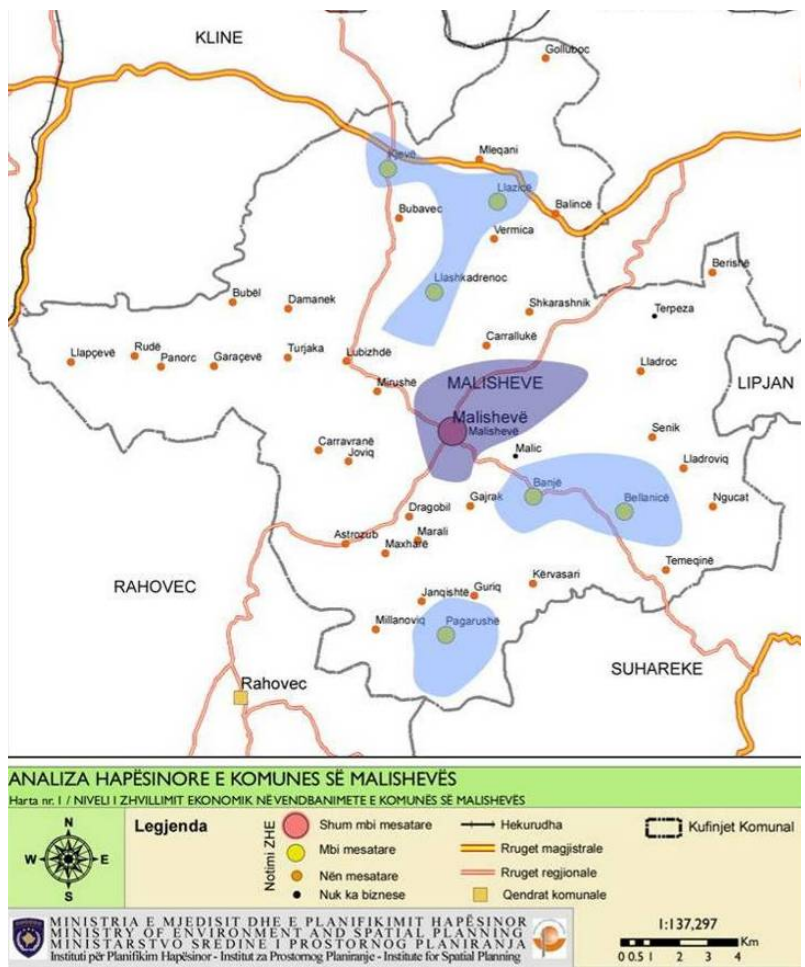 KLINE
Golluboc
Kijevë
Mleqani
Llazicë
Bubavec
Balincë
Vermica
Berishë
Llashkadrenoc
Bubël
Damanek
Shkarashnik
Terpeza
Carrallukë
Llapçevë
Rudë
Panorc
Garaçevë
Turjaka
Lubizhdë
Lladroc
Mirushë
MALISHEVE
LIPJAN
Malishevë
Malishevë
Senik
Carravranë
Joviq
Malic
Lladroviq
Banjë
Bellanicë
Ngucat
Gajrak
Dragobil
Astrozub
Marali
Maxharë
Temeqinë
Kërvasari
RAHOVEC
Janqishtë
Guriq
Millanoviq
Pagarushë
SUHAREKE
Rahovec
ANALIZA HAPËSINORE E KOMUNES SË MALISHEVËS
Harta nr. I / NIVELI I ZHVILLIMIT EKONOMIK NË VENDBANIMETE E KOMUNËS SË MALISHEVËS
N
W
E
S
Legjenda
Notimi ZHE
Shum mbi mesatare
Mbi mesatare
Nën mesatare
Nuk ka biznese
Hekurudha
Rruget magjistrale
Rruget regjionale
Qendrat komunale
Kufinjet Komunal
MINISTRIA E MJEDISIT DHE E PLANIFIKIMIT HAPËSINOR
MINISTRY OF ENVIRONMENT AND SPATIAL PLANNING
MINISTARSTVO SREDINE I PROSTORNOG PLANIRANJA
Instituti për Planifikim Hapësinor - Institut za Prostornog Planiranje - Institute for Spatial Planning
1:137,297
0 0.5 1 2 3 4 Km